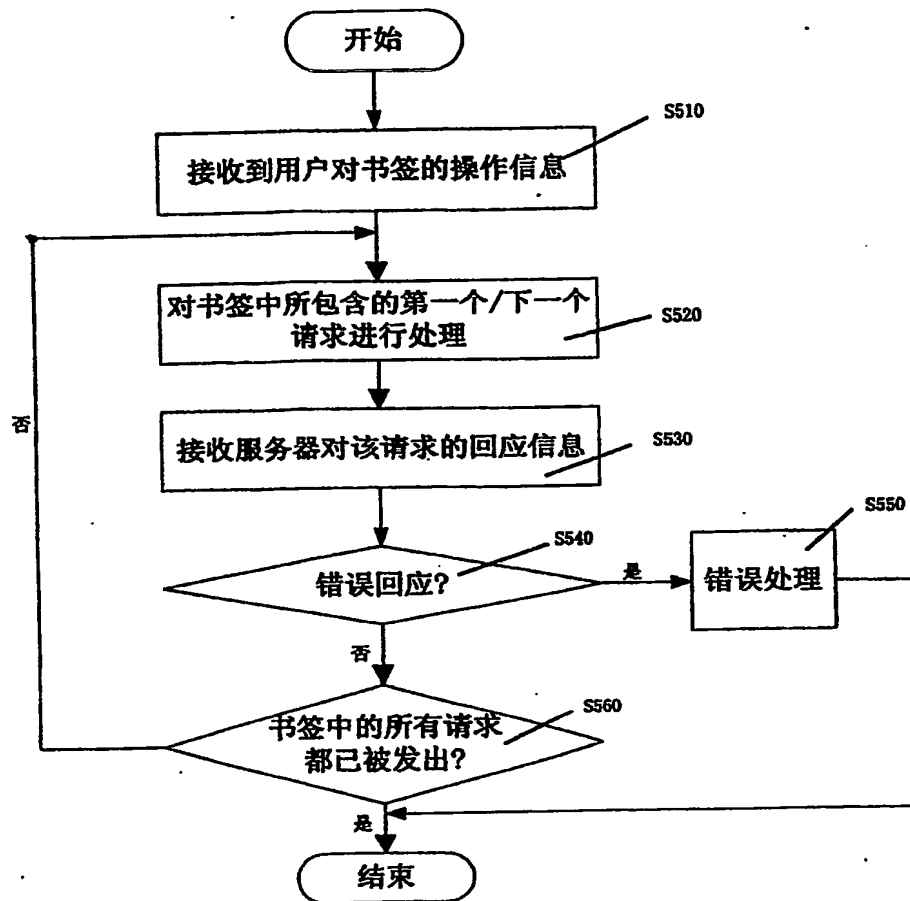 开始
S510
接收到用户对书签的操作信息
对书签中所包含的第一个/下一个
请求进行处理
S520
否
接收服务器对该请求的回应信息
S530
S540
错误回应?
是
S550
错误处理
否
S560
书签中的所有请求
都已被发出?
是
结束